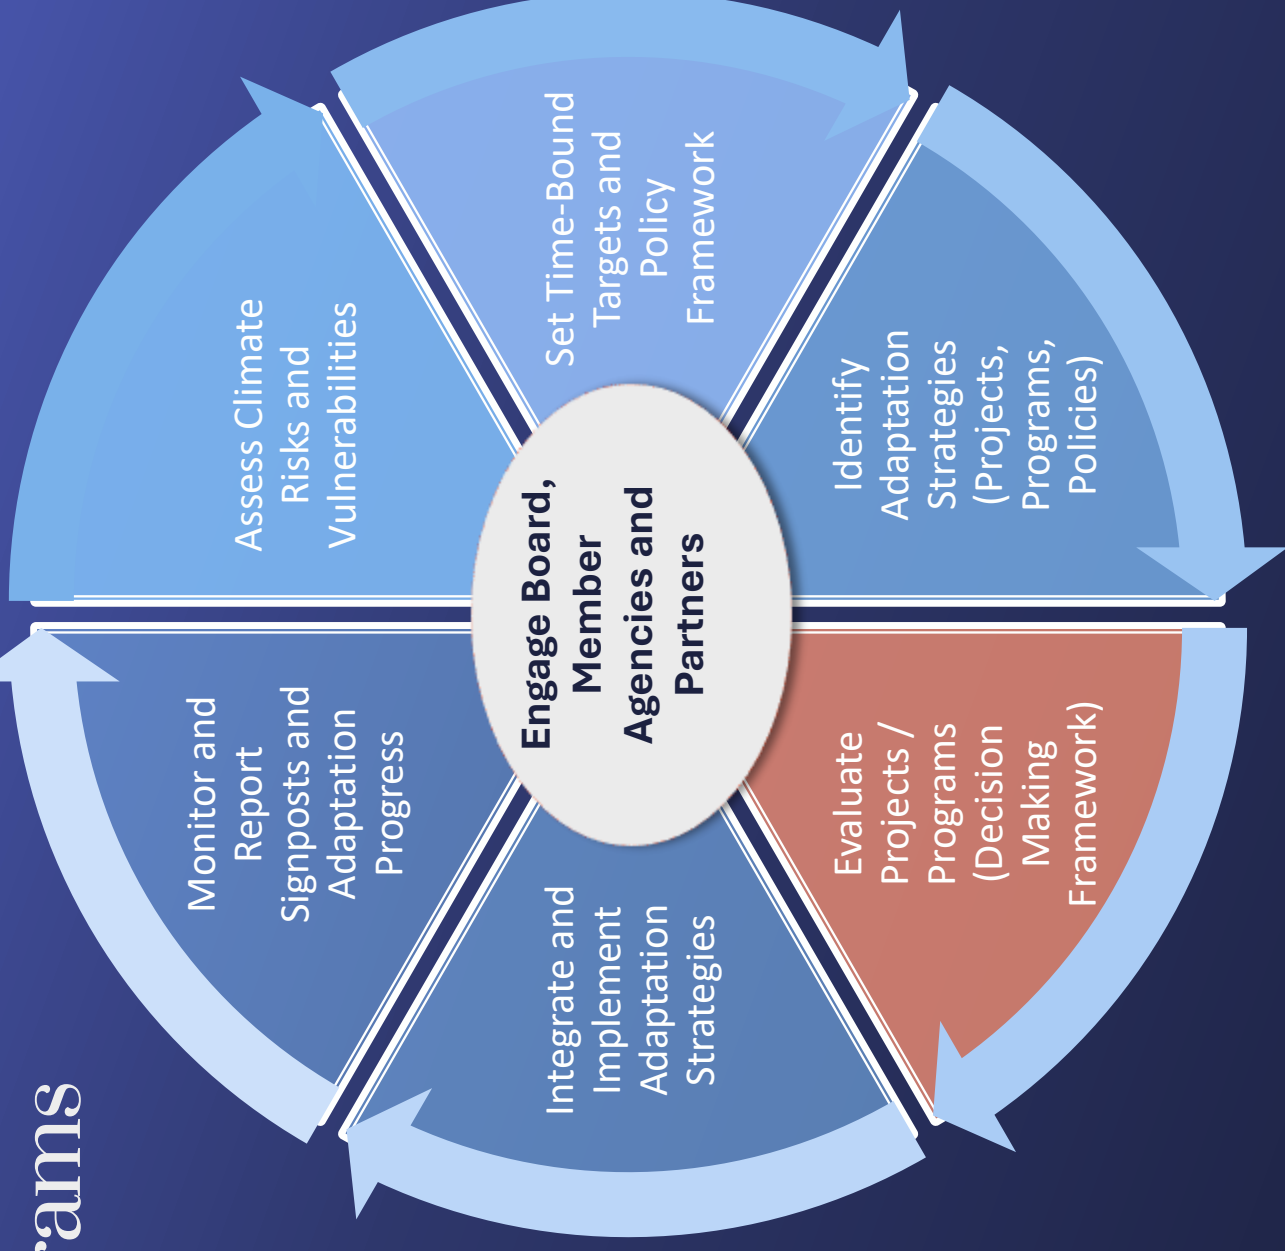 rams
Assess Climate
Risks and
Vulnerabilities
Set Time-Bound
Targets and
Policy
Framework
Identify
Adaptation
Strategies
(Projects,
Programs,
Policies)
Evaluate
Projects /
Programs
(Decision
Making
Framework)
Integrate and
Implement
Adaptation
Strategies
Monitor and
Report
Signposts and
Adaptation
Progress
Engage Board,
Member
Agencies and
Partners